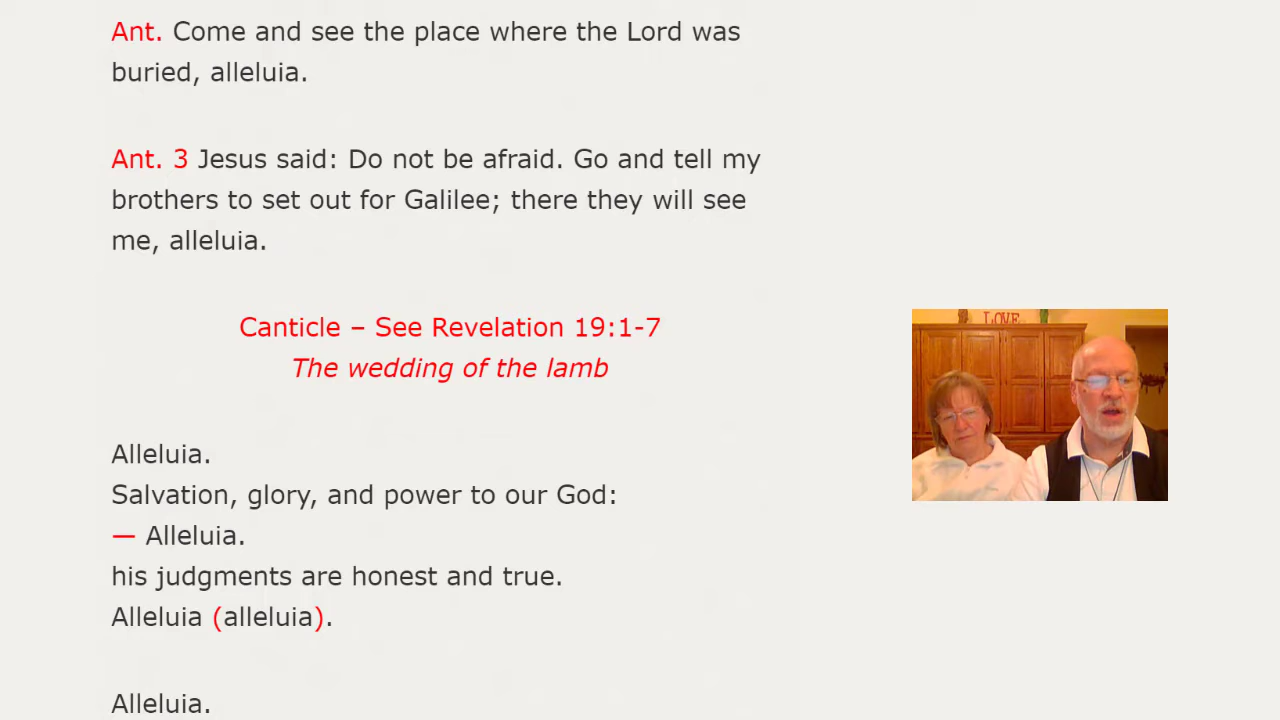 Ant. Come and see the place where the Lord was
buried, alleluia.
Ant. 3 Jesus said: Do not be afraid. Go and tell my
brothers to set out for Galilee; there they will see
me, alleluia.
Canticle – See Revelation 19:1-7
The wedding of the lamb
Alleluia.
Salvation, glory, and power to our God:
— Alleluia.
his judgments are honest and true.
Alleluia (alleluia).
Alleluia.
LOVE